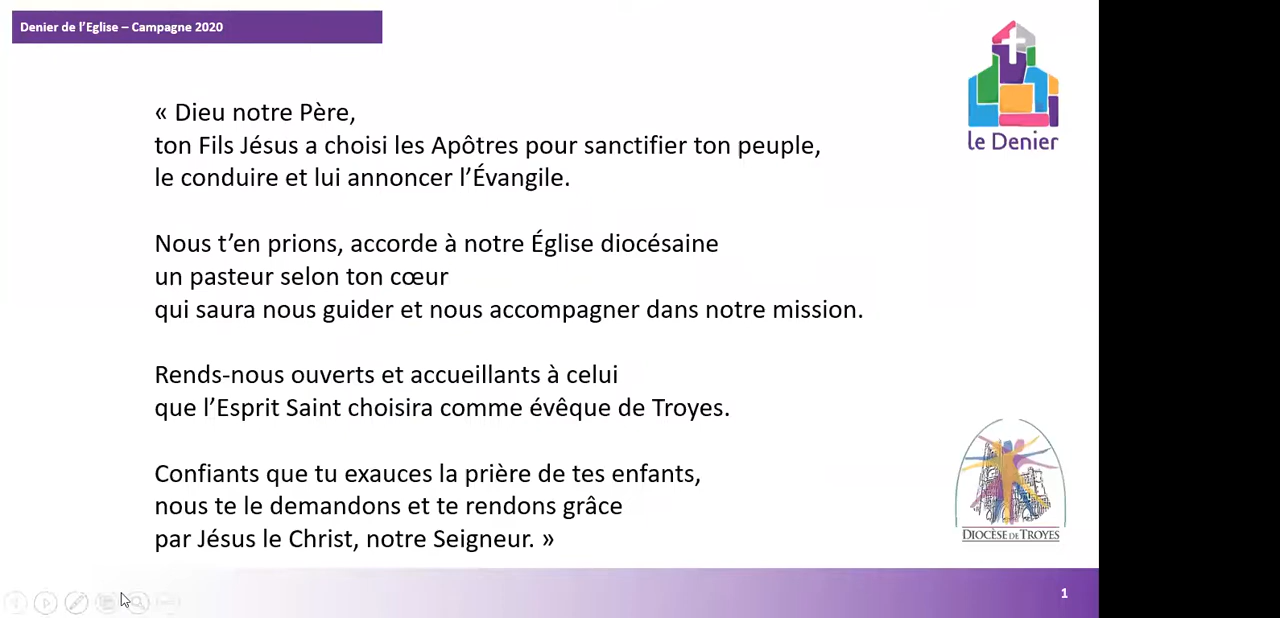 Denier de l'Eglise – Campagne 2020
« Dieu notre Père,
ton Fils Jésus a choisi les Apôtres pour sanctifier ton peuple,
le conduire et lui annoncer l'Évangile.
Nous t'en prions, accorde à notre Église diocésaine
un pasteur selon ton cœur
qui saura nous guider et nous accompagner dans notre mission.
Rends-nous ouverts et accueillants à celui
que l'Esprit Saint choisira comme évêque de Troyes.
Confiants que tu exauces la prière de tes enfants,
nous te le demandons et te rendons grâce
par Jésus le Christ, notre Seigneur. »
le Denier
DIOCÈSE DE TROYES
1